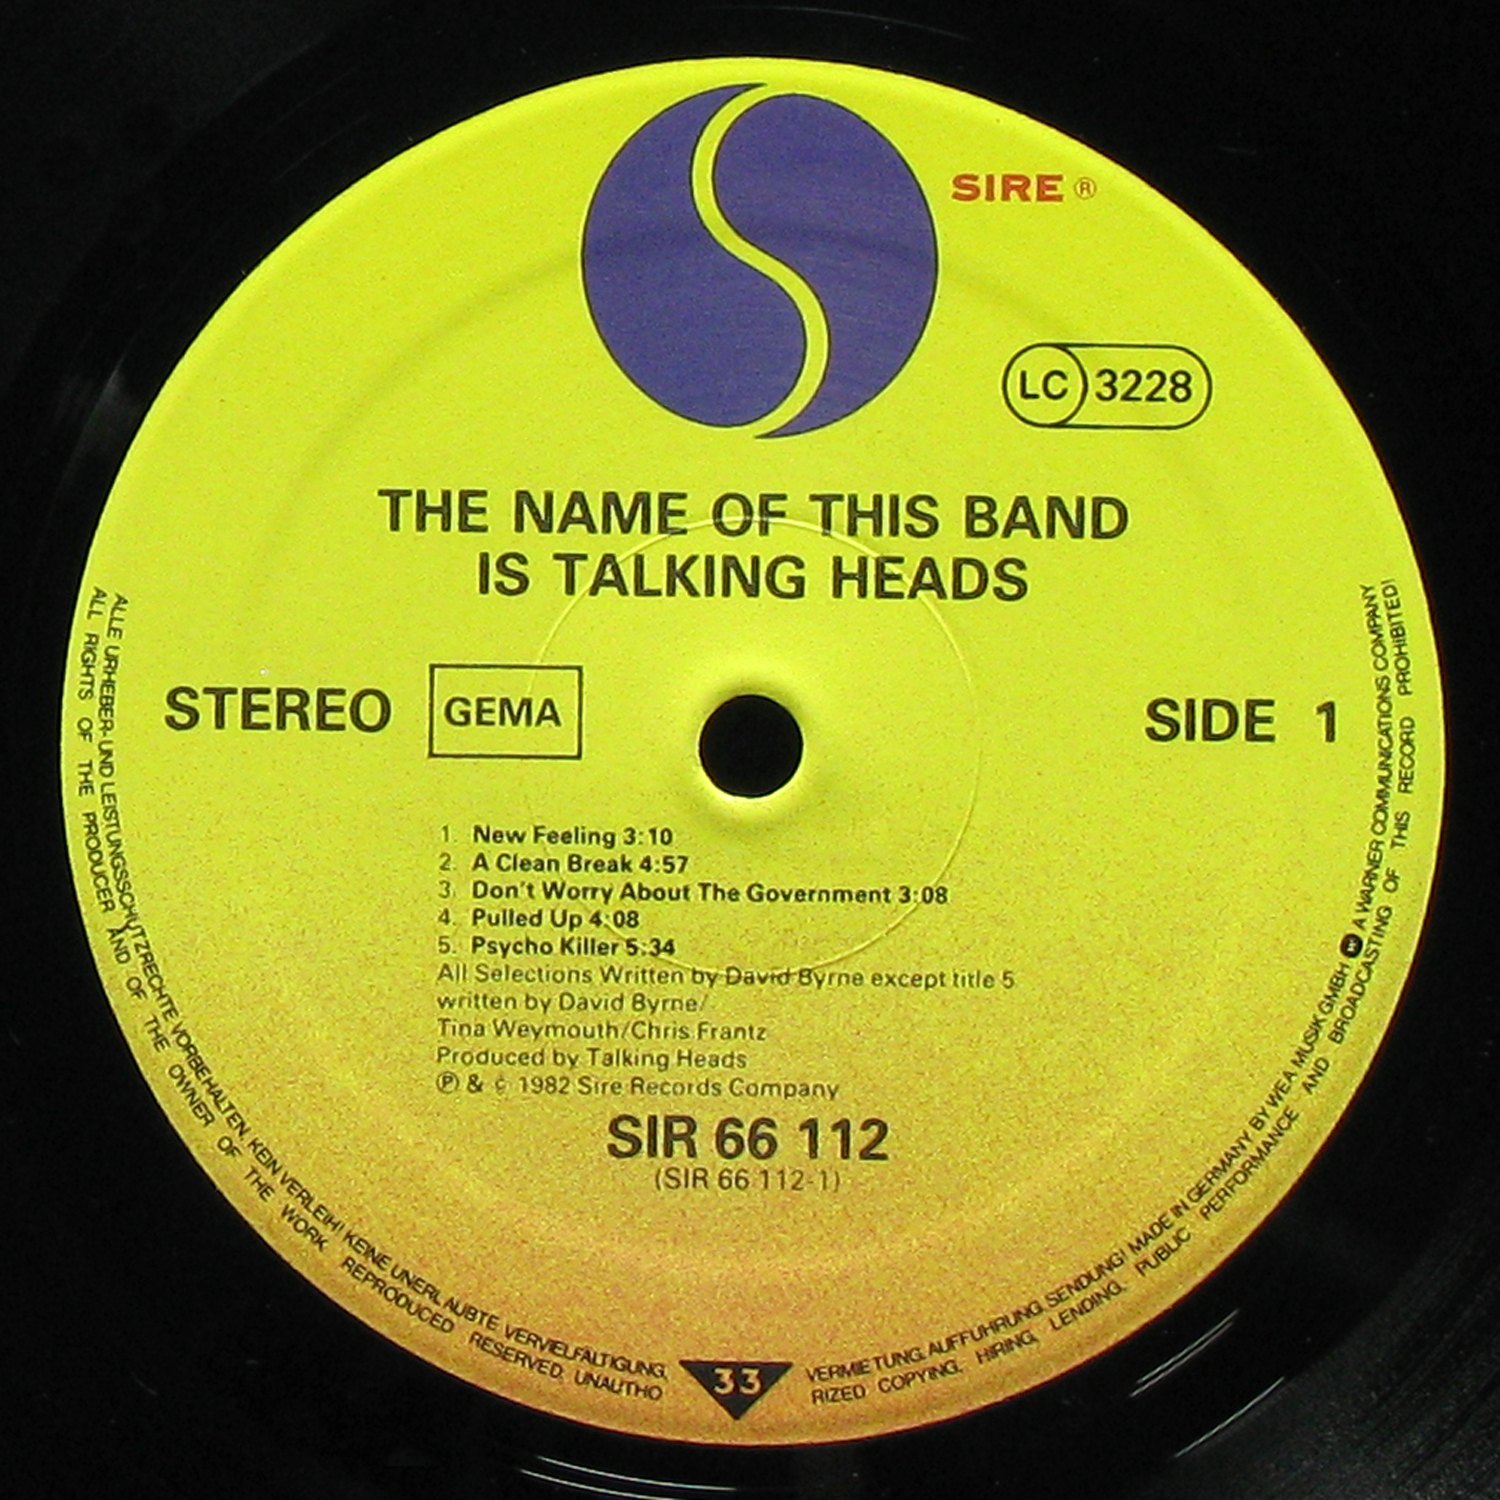 SIRE ®
LC 3228
THE NAME OF THIS BAND
IS TALKING HEADS
STEREO GEMA SIDE 1
1. New Feeling 3:10
2. A Clean Break 4:57
3. Don't Worry About The Government 3:08
4. Pulled Up 4:08
5. Psycho Killer 5:34
All Selections Written by David Byrne except title 5
written by David Byrne/
Tina Weymouth/Chris Frantz
Produced by Talking Heads
℗ & © 1982 Sire Records Company
SIR 66 112
(SIR 66 112-1)
ALLE URHEBER- UND LEISTUNGSSCHUTZRECHTE VORBEHALTEN. KEIN VERLEIH! KEINE UNERLAUBTE VERVIELFÄLTIGUNG, VERMIETUNG, AUFFÜHRUNG, SENDUNG! MADE IN GERMANY BY WEA MUSIK GMBH W A WARNER COMMUNICATIONS COMPANY
ALL RIGHTS OF THE PRODUCER AND OF THE OWNER OF THE WORK REPRODUCED RESERVED. UNAUTHO RIZED COPYING, HIRING, LENDING, PUBLIC PERFORMANCE AND BROADCASTING OF THIS RECORD PROHIBITED!
33